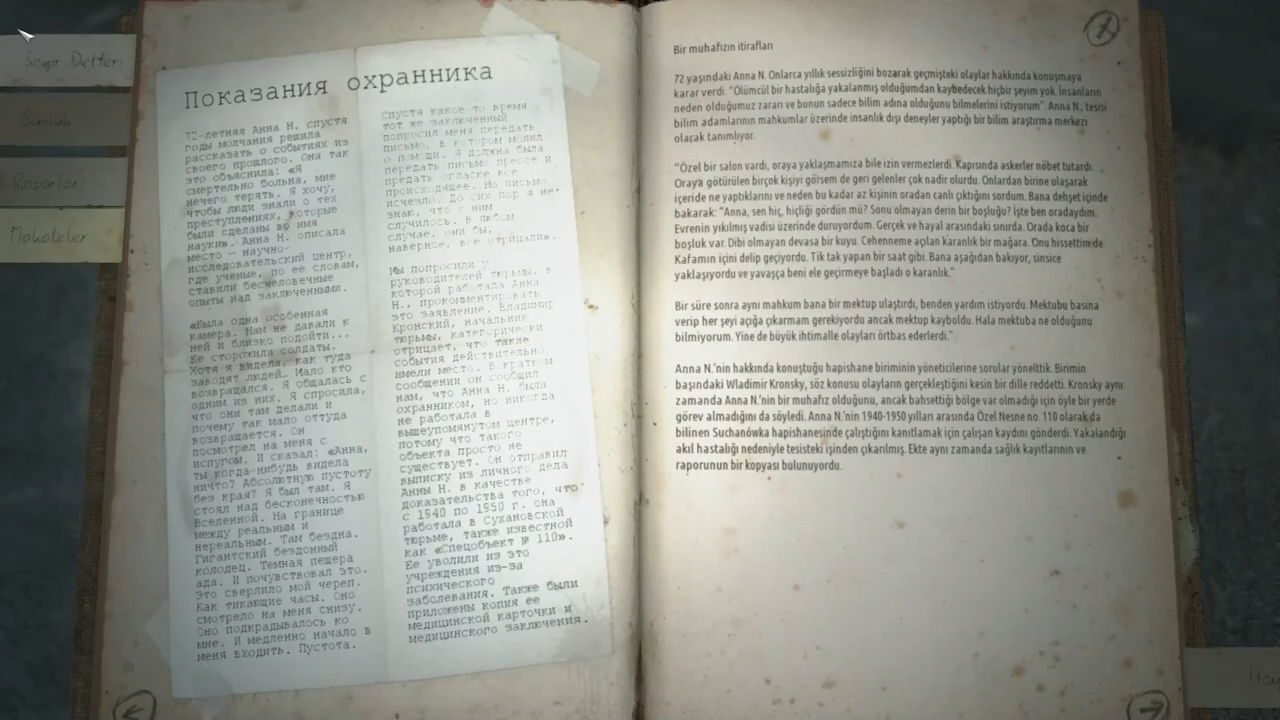 Показания охранника
72-летняя Анна Н. спустя
годы молчания решила
рассказать о событиях из
своего прошлого. Она так
это объяснила: «Я
смертельно больна, мне
нечего терять. Я хочу,
чтобы люди знали о тех
преступлениях, которые
были сделаны во имя
науки». Анна Н. описала
место – научно-
исследовательский центр,
где ученые, по ее словам,
ставили бесчеловечные
опыты над заключенными.
«Была одна особенная
камера. Нам не давали к
ней и близко подойти...
Ее сторожили солдаты.
Хотя я видела, как туда
заводят людей. Мало кто
возвращался. Я общалась с
одним из них. Я спросила,
что они там делали и
почему так мало оттуда
возвращается. Он
посмотрел на меня с
испугом. И сказал: «Анна,
ты когда-нибудь видела
ничто? Абсолютную пустоту
без края? Я был там. Я
стоял над бесконечностью
Вселенной. На границе
между реальным и
нереальным. Там бездна.
Гигантский бездонный
колодец. Темная пещера
ада. И почувствовал это.
Это сверлило мой череп.
Как тикающие часы. Оно
смотрело на меня снизу.
Оно подкрадывалось ко
мне. И медленно начало в
меня входить. Пустота.
Спустя какое-то время
тот же заключенный
попросил меня передать
письмо, в котором молил
о помощи. Я должна была
передать письмо прессе и
предать огласке все
происходящее. Но письмо
исчезло. До сих пор я не
знаю, что с ним
случилось. В любом
случае, они бы,
наверное, все отрицали».
Мы попросили у
руководителей тюрьмы, в
которой работала Анна
Н., прокомментировать
это заявление. Владимир
Кронский, начальник
тюрьмы, категорически
отрицает, что такие
события действительно
имели место. В кратком
сообщении он сообщил
нам, что Анна Н. была
охранником, но никогда
не работала в
вышеупомянутом центре,
потому что такого
объекта просто не
существует. Он отправил
выписку из личного дела
Анны Н. в качестве
доказательства того, что
с 1940 по 1950 г. она
работала в Сухановской
тюрьме, также известной
как «Спецобъект № 110».
Ее уволили из это
учреждения из-за
психического
заболевания. Также были
приложены копия ее
медицинской карточки и
медицинского заключения.
Bir muhafızın itirafları
72 yaşındaki Anna N. Onlarca yıllık sessizliğini bozarak geçmişteki olaylar hakkında konuşmaya
karar verdi. "Ölümcül bir hastalığa yakalanmış olduğumdan kaybedecek hiçbir şeyim yok. İnsanların
neden olduğumuz zararı ve bunun sadece bilim adına olduğunu bilmelerini istiyorum". Anna N., tesisi
bilim adamlarının mahkumlar üzerinde insanlık dışı deneyler yaptığı bir bilim araştırma merkezi
olarak tanımlıyor.
"Özel bir salon vardı, oraya yaklaşmamıza bile izin vermezlerdi. Kapısında askerler nöbet tutardı.
Oraya götürülen birçok kişiyi görsem de geri gelenler çok nadir olurdu. Onlardan birine ulaşarak
içeride ne yaptıklarını ve neden bu kadar az kişinin oradan canlı çıktığını sordum. Bana dehşet içinde
bakarak: "Anna, sen hiç, hiçliği gördün mü? Sonu olmayan derin bir boşluğu? İşte ben oradaydım.
Evrenin yıkılmış vadisi üzerinde duruyordum. Gerçek ve hayal arasındaki sınırda. Orada koca bir
boşluk var. Dibi olmayan devasa bir kuyu. Cehenneme açılan karanlık bir mağara. Onu hissettim de.
Kafamın içini delip geçiyordu. Tik tak yapan bir saat gibi. Bana aşağıdan bakıyor, sinsice
yaklaşıyordu ve yavaşça beni ele geçirmeye başladı o karanlık."
Bir süre sonra aynı mahkum bana bir mektup ulaştırdı, benden yardım istiyordu. Mektubu basına
verip her şeyi açığa çıkarmam gerekiyordu ancak mektup kayboldu. Hala mektuba ne olduğunu
bilmiyorum. Yine de büyük ihtimalle olayları örtbas ederlerdi."
Anna N.'nin hakkında konuştuğu hapishane biriminin yöneticilerine sorular yönelttik. Birimin
başındaki Wladimir Kronsky, söz konusu olayların gerçekleştiğini kesin bir dille reddetti. Kronsky aynı
zamanda Anna N.'nin bir muhafız olduğunu, ancak bahsettiği bölge var olmadığı için öyle bir yerde
görev almadığını da söyledi. Anna N.'nin 1940-1950 yılları arasında Özel Nesne no. 110 olarak da
bilinen Suchanówka hapishanesinde çalıştığını kanıtlamak için çalışan kaydını gönderdi. Yakalandığı
akıl hastalığı nedeniyle tesisteki işinden çıkarılmış. Ekte aynı zamanda sağlık kayıtlarının ve
raporunun bir kopyası bulunuyordu.
Raporlar
Makaleler